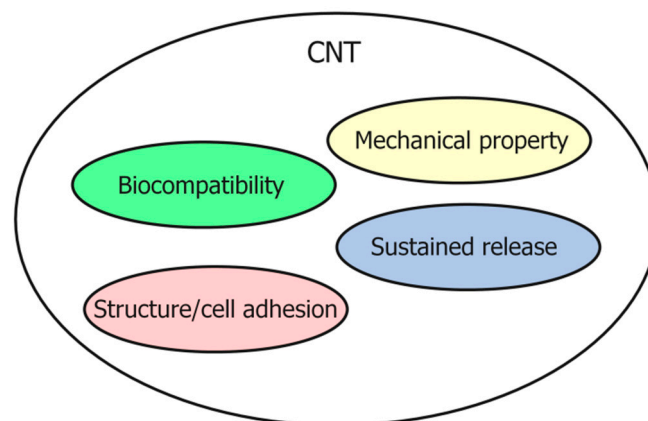 CNT
Mechanical property
Biocompatibility
Sustained release
Structure/cell adhesion